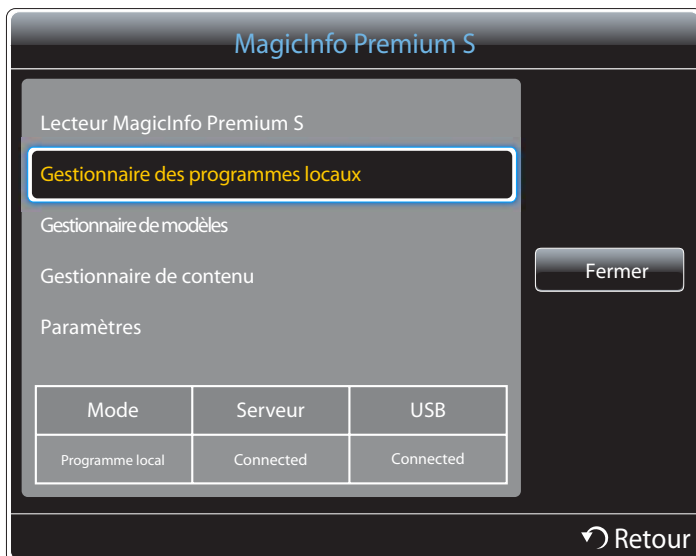 MagicInfo Premium S
Lecteur MagicInfo Premium S
Gestionnaire des programmes locaux
Gestionnaire de modèles
Gestionnaire de contenu
Paramètres
Fermer
Mode Serveur USB
Programme local Connected Connected
Retour